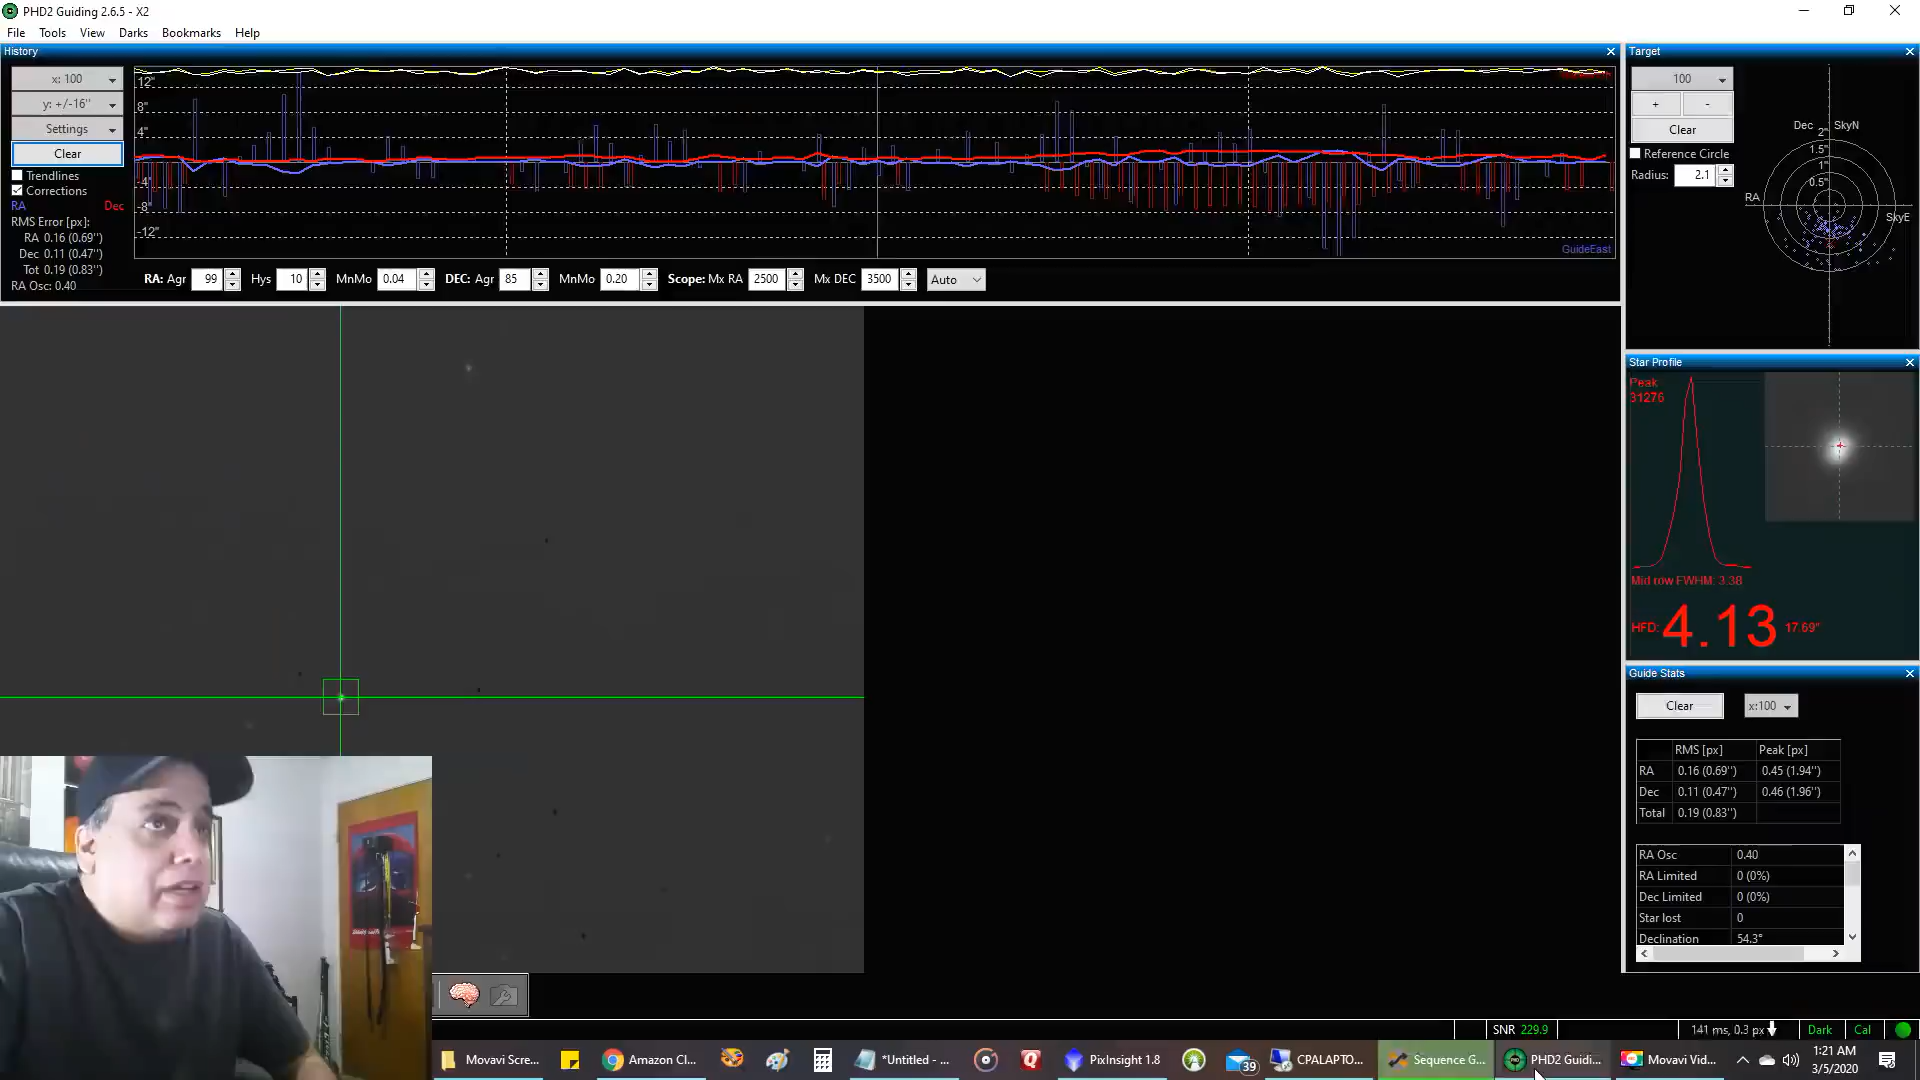 PHD2 Guiding 2.6.5 - X2
File Tools View Darks Bookmarks Help
History
x: 100
y: +/-16"
Settings
Clear
Trendlines
Corrections
RA Dec
RMS Error [px]:
RA 0.16 (0.69")
Dec 0.11 (0.47")
Tot 0.19 (0.83")
RA Osc: 0.40
12"
8"
4"
-4"
-8"
-12"
GuideEast
RA: Agr 99 Hys 10 MnMo 0.04 DEC: Agr 85 MnMo 0.20 Scope: Mx RA 2500 Mx DEC 3500 Auto
Target
100
+ -
Clear
Reference Circle
Radius: 2.1
Dec SkyN
2"
1.5"
1"
0.5"
RA
SkyE
Star Profile
Peak
31276
Mid row FWHM: 3.38
HFD: 4.13 17.69"
Guide Stats
Clear x:100
RMS [px] Peak [px]
RA 0.16 (0.69") 0.45 (1.94")
Dec 0.11 (0.47") 0.46 (1.96")
Total 0.19 (0.83")
RA Osc 0.40
RA Limited 0 (0%)
Dec Limited 0 (0%)
Star lost 0
Declination 54.3°
SNR 229.9 141 ms, 0.3 px Dark Cal
Movavi Scre... Amazon Cl... *Untitled - ... PixInsight 1.8 39 CPALAPTO... Sequence G... PHD2 Guidi... Movavi Vid...
1:21 AM
3/5/2020